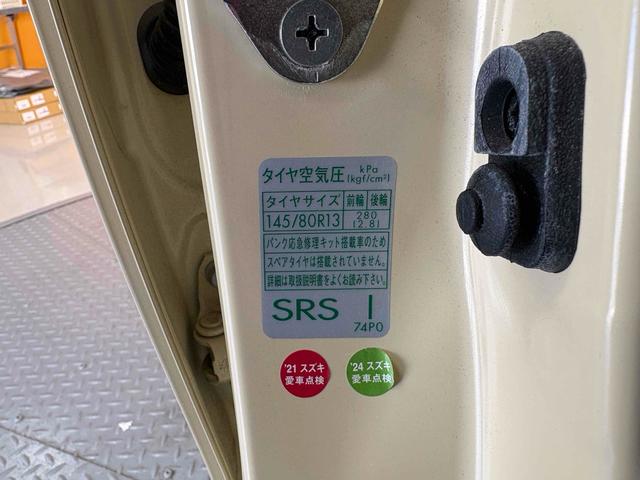 タイヤ空気圧 kPa (kgf/cm²)
タイヤサイズ 前輪 後輪
145/80R13 280 (2.8)
パンク応急修理キット搭載車のため
スペアタイヤは搭載されていません。
詳細は取扱説明書をよくお読み下さい。
SRS I
74P0
'21 スズキ
愛車点検
'24 スズキ
愛車点検